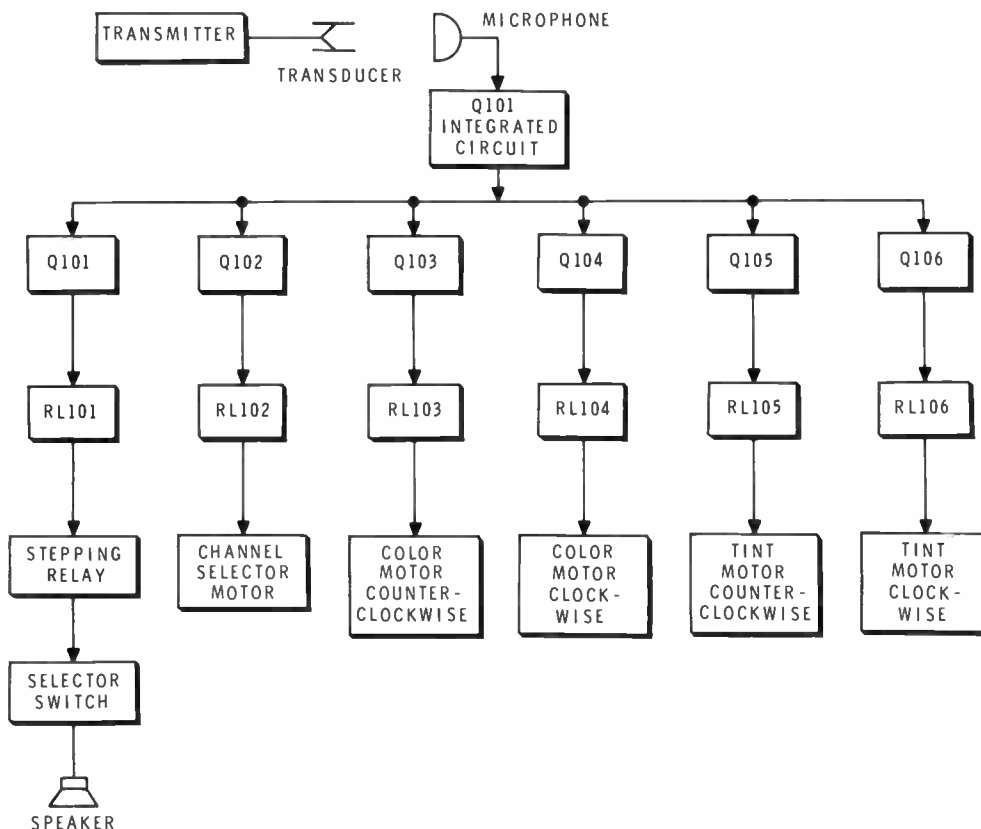 TRANSMITTER
TRANSDUCER
MICROPHONE
Q101
INTEGRATED
CIRCUIT
Q101
Q102
Q103
Q104
Q105
Q106
RL101
RL102
RL103
RL104
RL105
RL106
STEPPING
RELAY
CHANNEL
SELECTOR
MOTOR
COLOR
MOTOR
COUNTER-
CLOCKWISE
COLOR
MOTOR
CLOCK-
WISE
TINT
MOTOR
COUNTER-
CLOCKWISE
TINT
MOTOR
CLOCK-
WISE
SELECTOR
SWITCH
SPEAKER